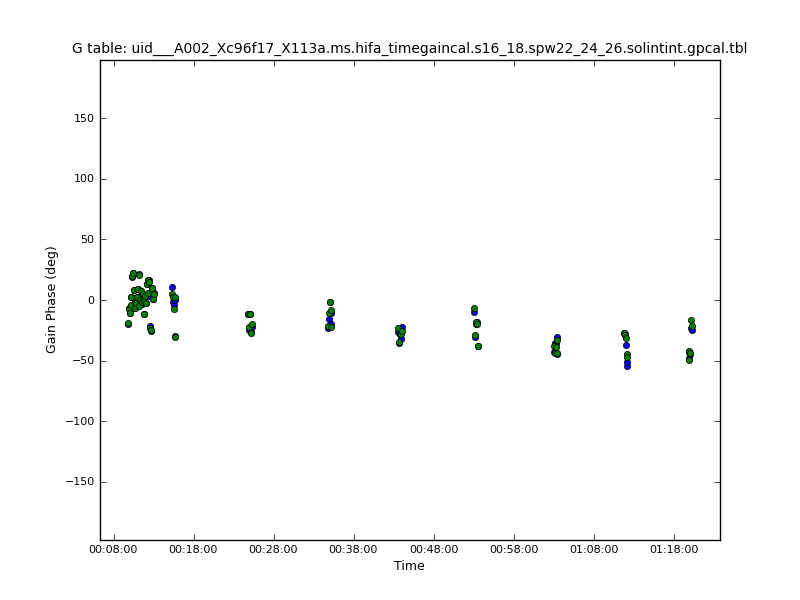 G table: uid___A002_Xc96f17_X113a.ms.hifa_timegaincal.s16_18.spw22_24_26.solintint.gpcal.tbl
150
100
50
0
−50
−100
−150
Gain Phase (deg)
00:08:00 00:18:00 00:28:00 00:38:00 00:48:00 00:58:00 01:08:00 01:18:00
Time